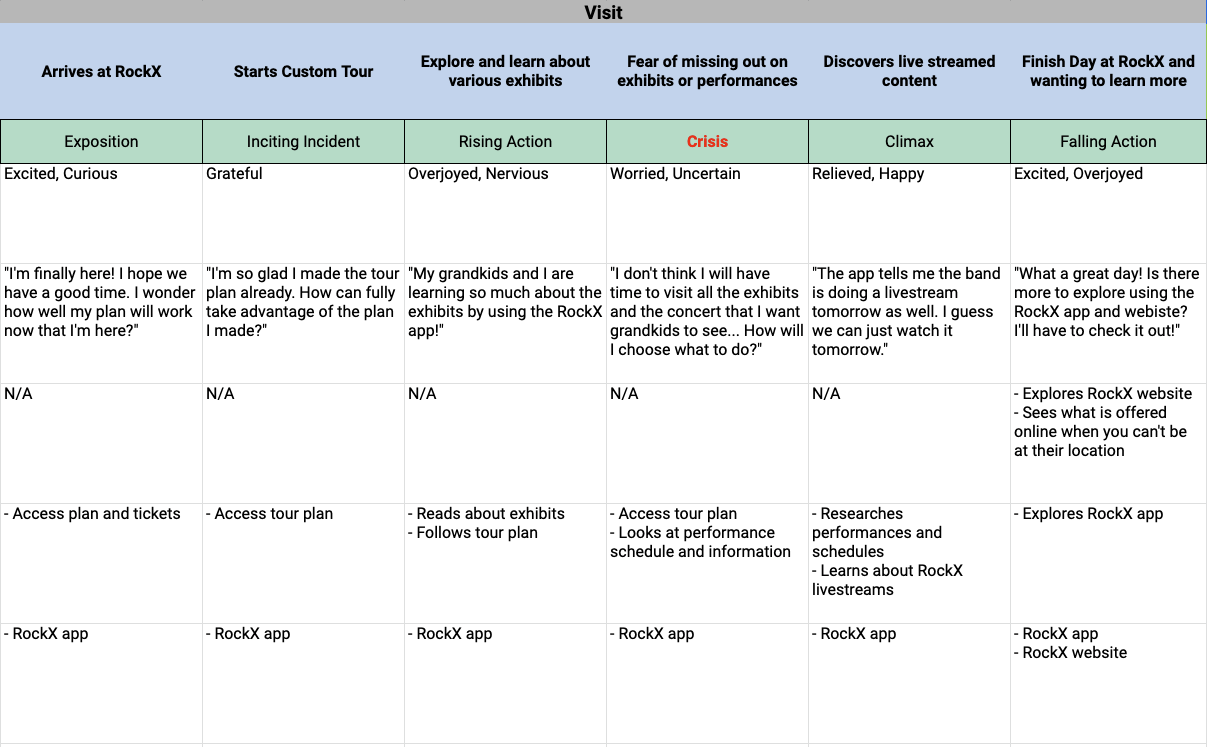 Visit
Arrives at RockX
Starts Custom Tour
Explore and learn about
various exhibits
Fear of missing out on
exhibits or performances
Discovers live streamed
content
Finish Day at RockX and
wanting to learn more
Exposition
Inciting Incident
Rising Action
Crisis
Climax
Falling Action
Excited, Curious
Grateful
Overjoyed, Nervous
Worried, Uncertain
Relieved, Happy
Excited, Overjoyed
"I'm finally here! I hope we
have a good time. I wonder
how well my plan will work
now that I'm here?"
"I'm so glad I made the tour
plan already. How can fully
take advantage of the plan
I made?"
"My grandkids and I are
learning so much about the
exhibits by using the RockX
app!"
"I don't think I will have
time to visit all the exhibits
and the concert that I want
grandkids to see... How will
I choose what to do?"
"The app tells me the band
is doing a livestream
tomorrow as well. I guess
we can just watch it
tomorrow."
"What a great day! Is there
more to explore using the
RockX app and webiste?
I'll have to check it out!"
N/A
N/A
N/A
N/A
N/A
- Explores RockX website
- Sees what is offered
online when you can't be
at their location
- Access plan and tickets
- Access tour plan
- Reads about exhibits
- Follows tour plan
- Access tour plan
- Looks at performance
schedule and information
- Researches
performances and
schedules
- Learns about RockX
livestreams
- Explores RockX app
- RockX app
- RockX app
- RockX app
- RockX app
- RockX app
- RockX app
- RockX website